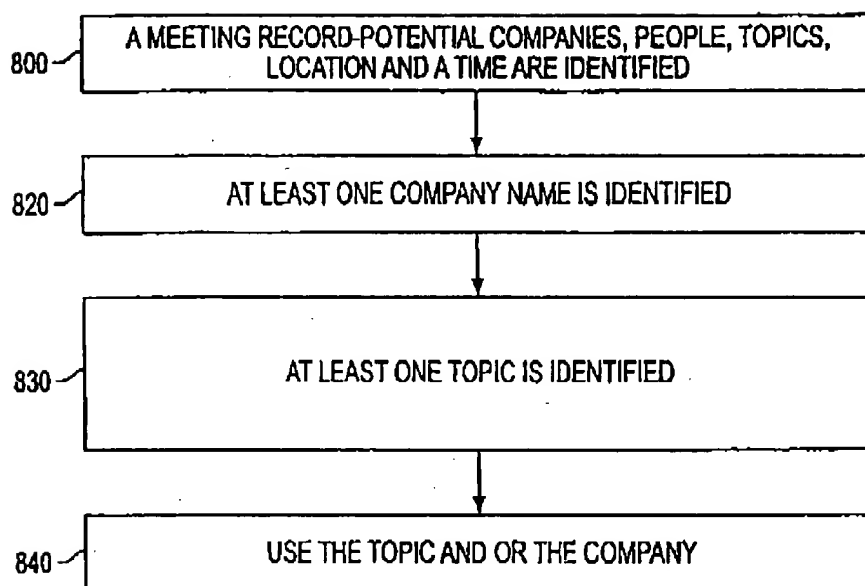 A MEETING RECORD-POTENTIAL COMPANIES, PEOPLE, TOPICS,
LOCATION AND A TIME ARE IDENTIFIED
800
AT LEAST ONE COMPANY NAME IS IDENTIFIED
820
AT LEAST ONE TOPIC IS IDENTIFIED
830
USE THE TOPIC AND OR THE COMPANY
840